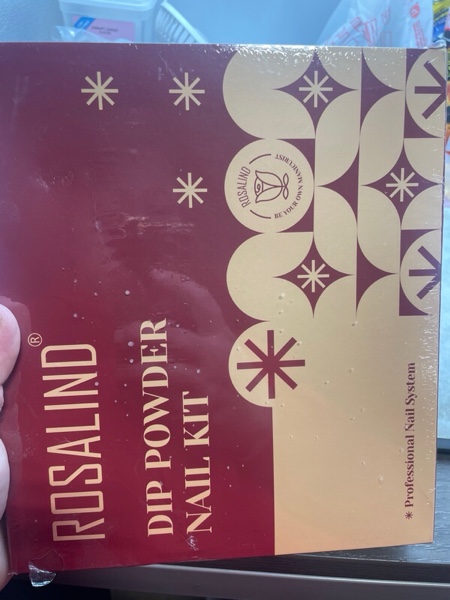 ROSALIND®
DIP POWDER
NAIL KIT
ROSALIND
BE YOUR OWN MANICURIST
* Professional Nail System